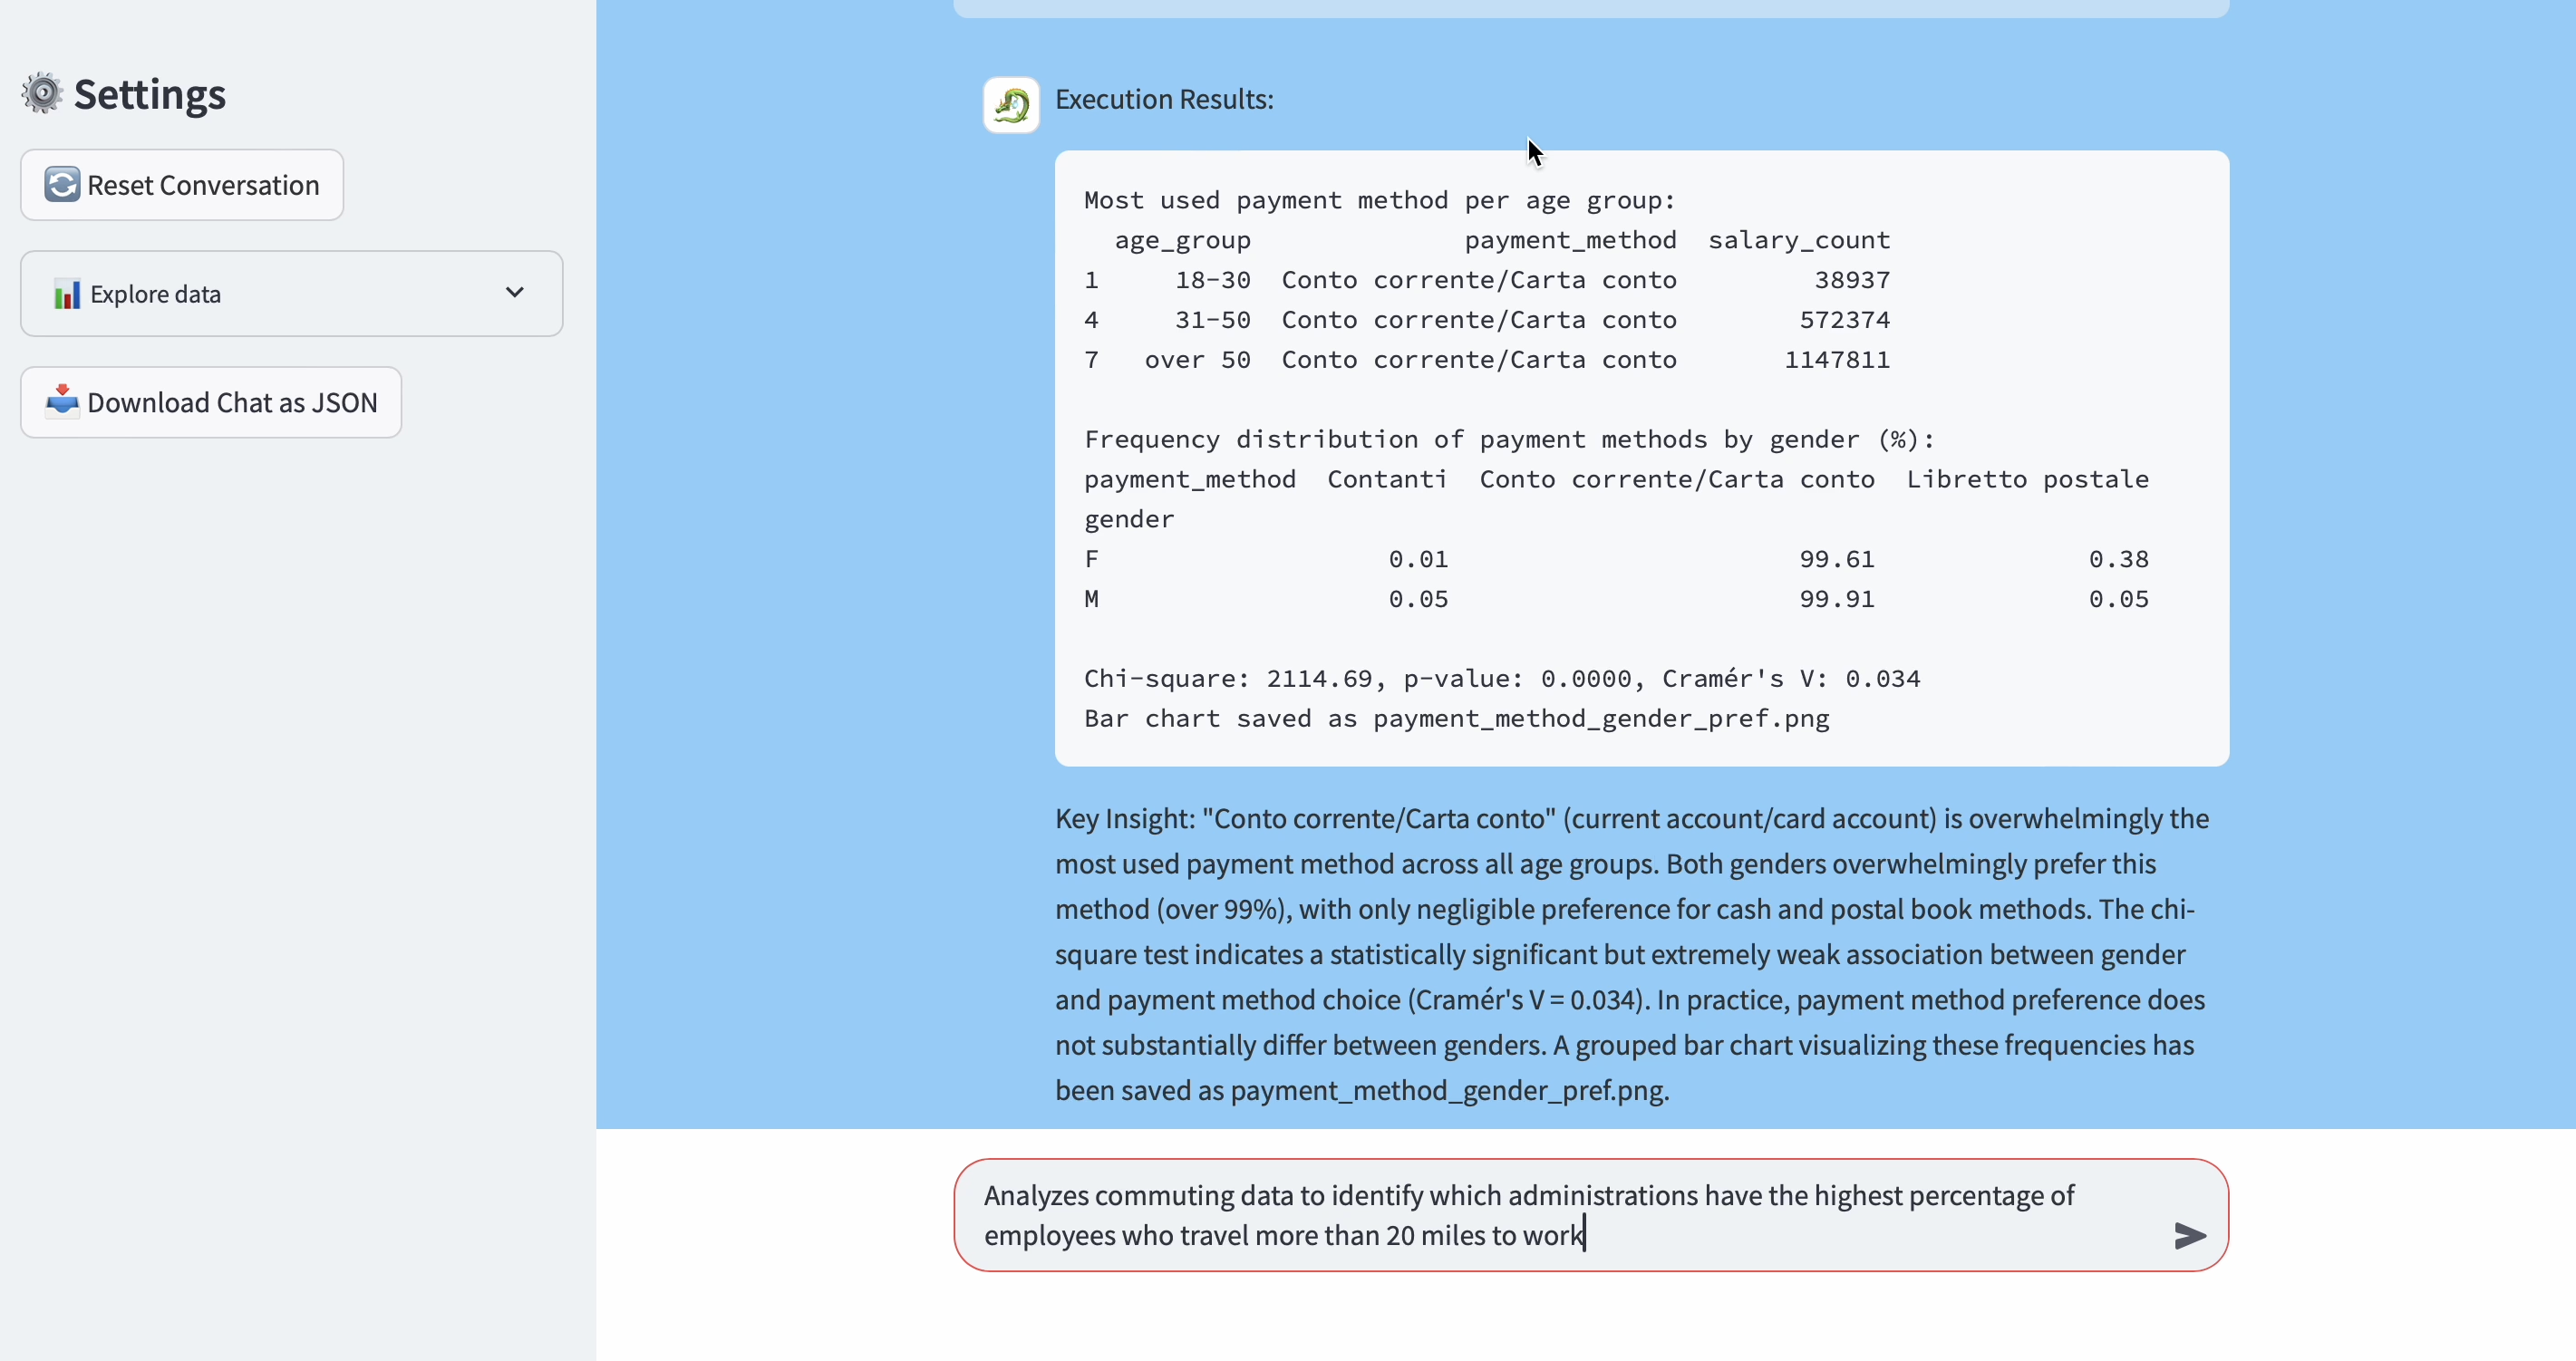 Settings
Reset Conversation
Explore data
Download Chat as JSON
Execution Results:
Most used payment method per age group:
age_group payment_method salary_count
1 18-30 Conto corrente/Carta conto 38937
4 31-50 Conto corrente/Carta conto 572374
7 over 50 Conto corrente/Carta conto 1147811
Frequency distribution of payment methods by gender (%):
payment_method Contanti Conto corrente/Carta conto Libretto postale
gender
F 0.01 99.61 0.38
M 0.05 99.91 0.05
Chi-square: 2114.69, p-value: 0.0000, Cramér's V: 0.034
Bar chart saved as payment_method_gender_pref.png
Key Insight: "Conto corrente/Carta conto" (current account/card account) is overwhelmingly the
most used payment method across all age groups. Both genders overwhelmingly prefer this
method (over 99%), with only negligible preference for cash and postal book methods. The chi-
square test indicates a statistically significant but extremely weak association between gender
and payment method choice (Cramér's V = 0.034). In practice, payment method preference does
not substantially differ between genders. A grouped bar chart visualizing these frequencies has
been saved as payment_method_gender_pref.png.
Analyzes commuting data to identify which administrations have the highest percentage of
employees who travel more than 20 miles to work